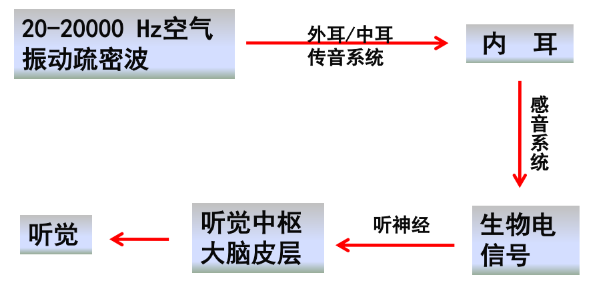 20-20000 Hz空气
振动疏密波
外耳/中耳
传音系统
内 耳
感音系统
生物电
信号
听神经
听觉中枢
大脑皮层
听觉